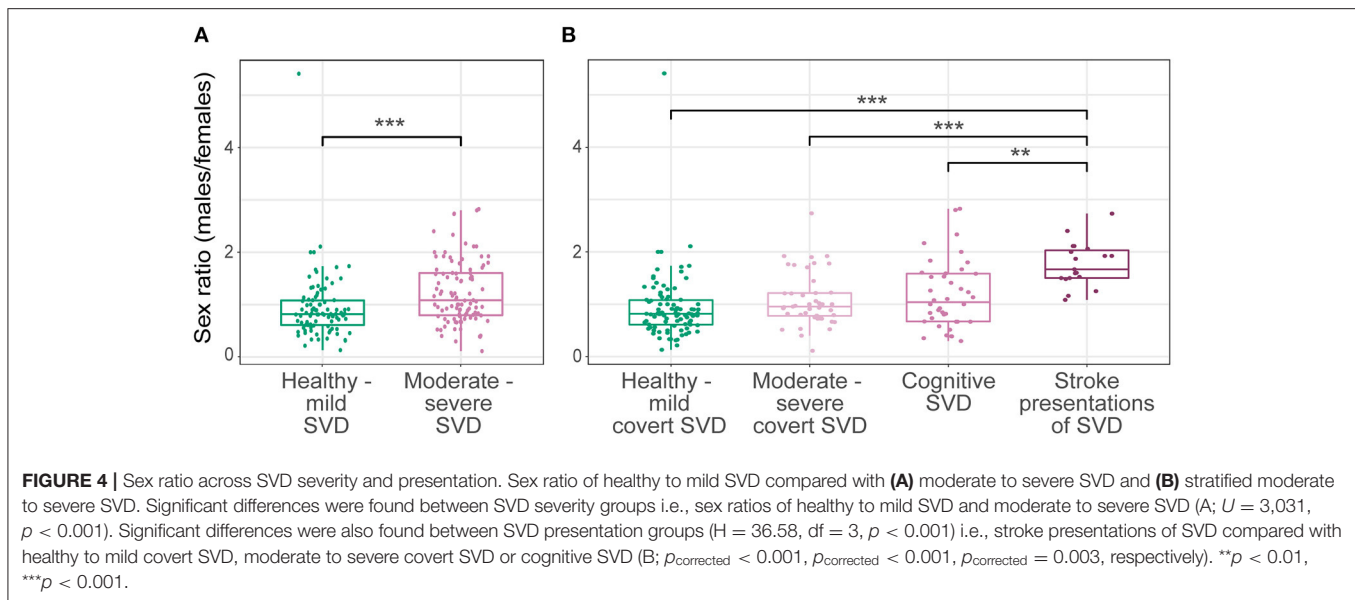 A
B
Sex ratio (males/females)
4
2
0
***
Healthy -
mild
SVD
Moderate -
severe
SVD
4
2
0
***
***
**
Healthy -
mild
covert SVD
Moderate -
severe
covert SVD
Cognitive
SVD
Stroke
presentations
of SVD
FIGURE 4 | Sex ratio across SVD severity and presentation. Sex ratio of healthy to mild SVD compared with (A) moderate to severe SVD and (B) stratified moderate
to severe SVD. Significant differences were found between SVD severity groups i.e., sex ratios of healthy to mild SVD and moderate to severe SVD (A; U = 3,031,
p < 0.001). Significant differences were also found between SVD presentation groups (H = 36.58, df = 3, p < 0.001) i.e., stroke presentations of SVD compared with
healthy to mild covert SVD, moderate to severe covert SVD or cognitive SVD (B; pcorrected < 0.001, pcorrected < 0.001, pcorrected = 0.003, respectively). **p < 0.01,
***p < 0.001.